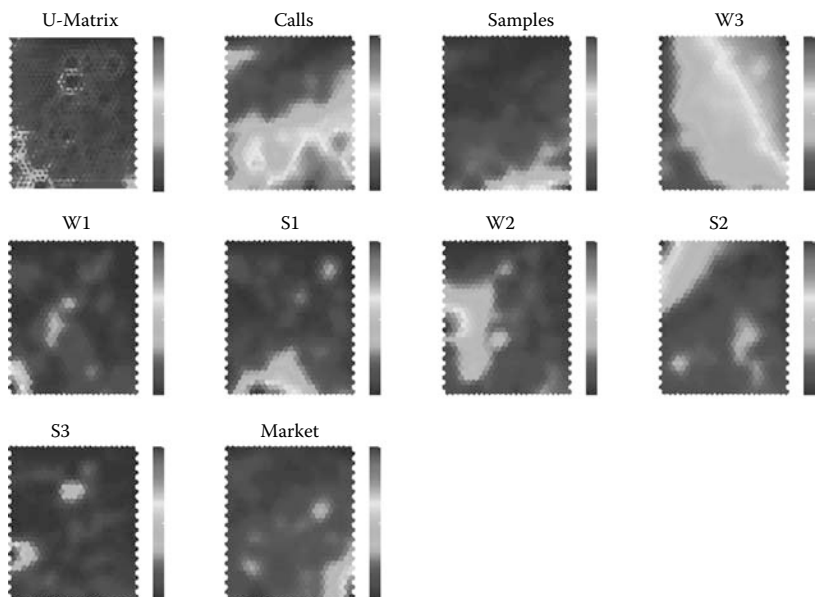 U-Matrix
Calls
Samples
W3
W1
S1
W2
S2
S3
Market